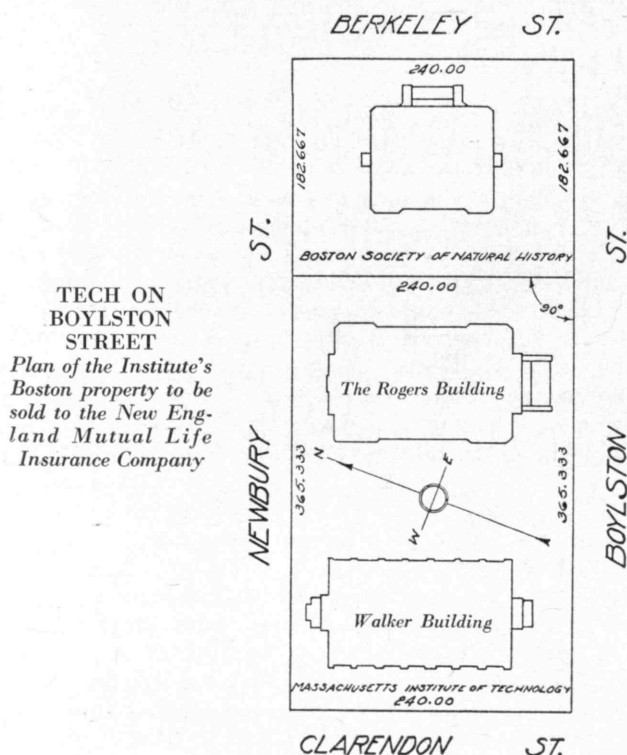 BERKELEY ST.
240.00
182.667
182.667
ST.
ST.
BOSTON SOCIETY OF NATURAL HISTORY
240.00
90°
TECH ON
BOYLSTON
STREET
Plan of the Institute's
Boston property to be
sold to the New Eng-
land Mutual Life
Insurance Company
The Rogers Building
NEWBURY
365.333
N
E
W
365.333
BOYLSTON
Walker Building
MASSACHUSETTS INSTITUTE OF TECHNOLOGY
240.00
CLARENDON ST.